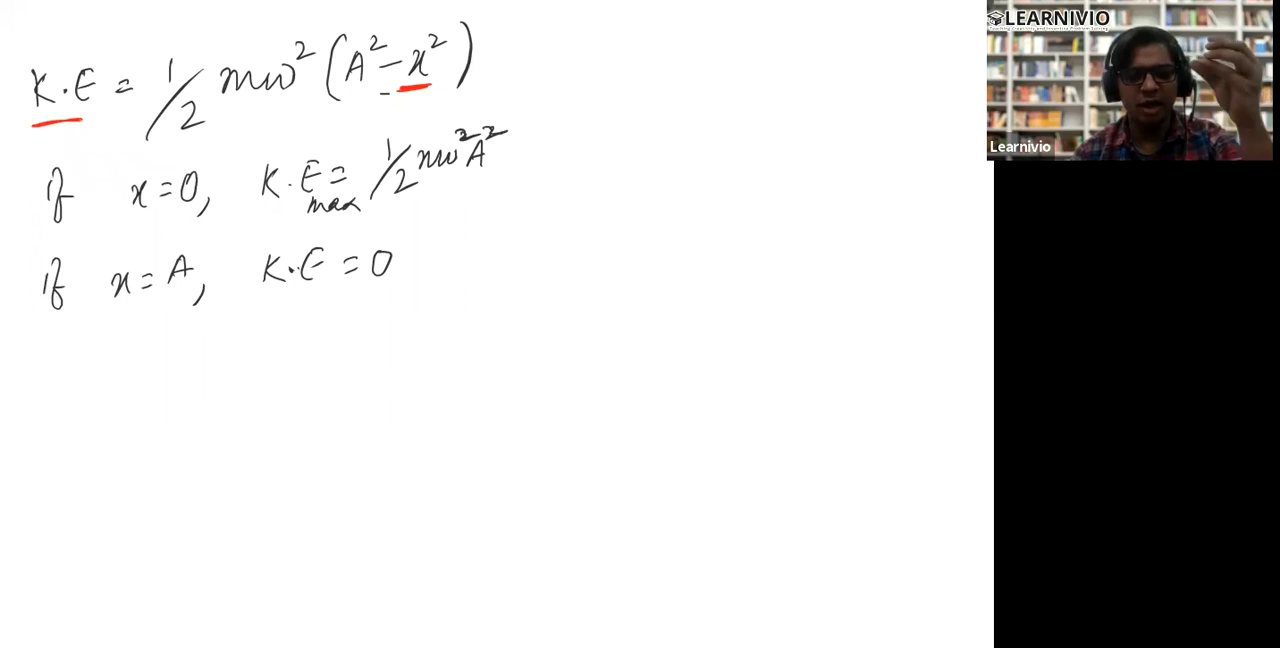 K.E = 1/2 mω² (A² - x²)
if x=0, K.E max = 1/2 mω²A²
if x=A, K.E = 0
LEARNIVIO
Learnivio